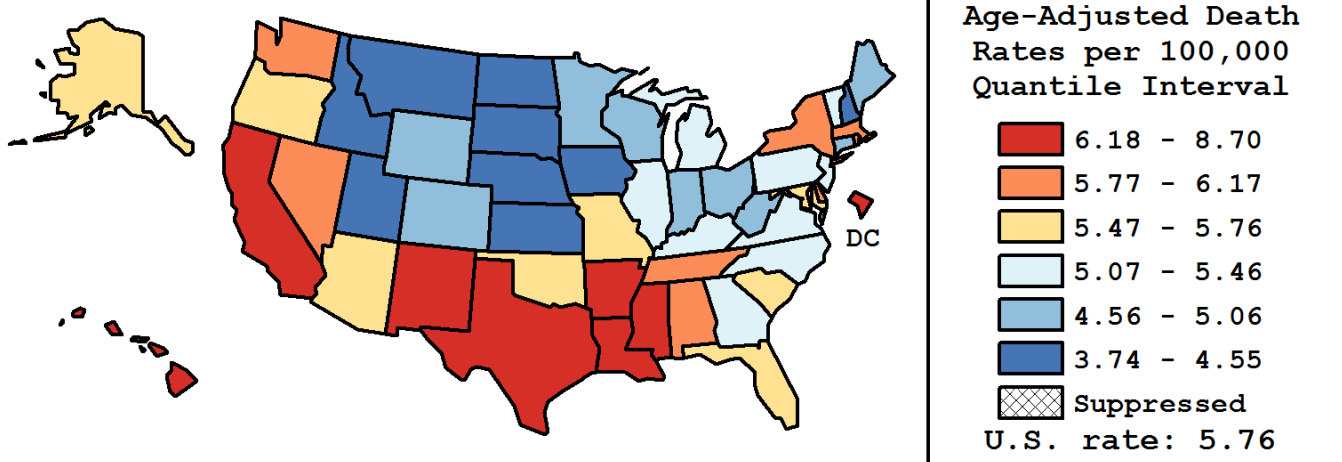 Age-Adjusted Death
Rates per 100,000
Quantile Interval
6.18 - 8.70
5.77 - 6.17
5.47 - 5.76
5.07 - 5.46
4.56 - 5.06
3.74 - 4.55
Suppressed
U.S. rate: 5.76
DC